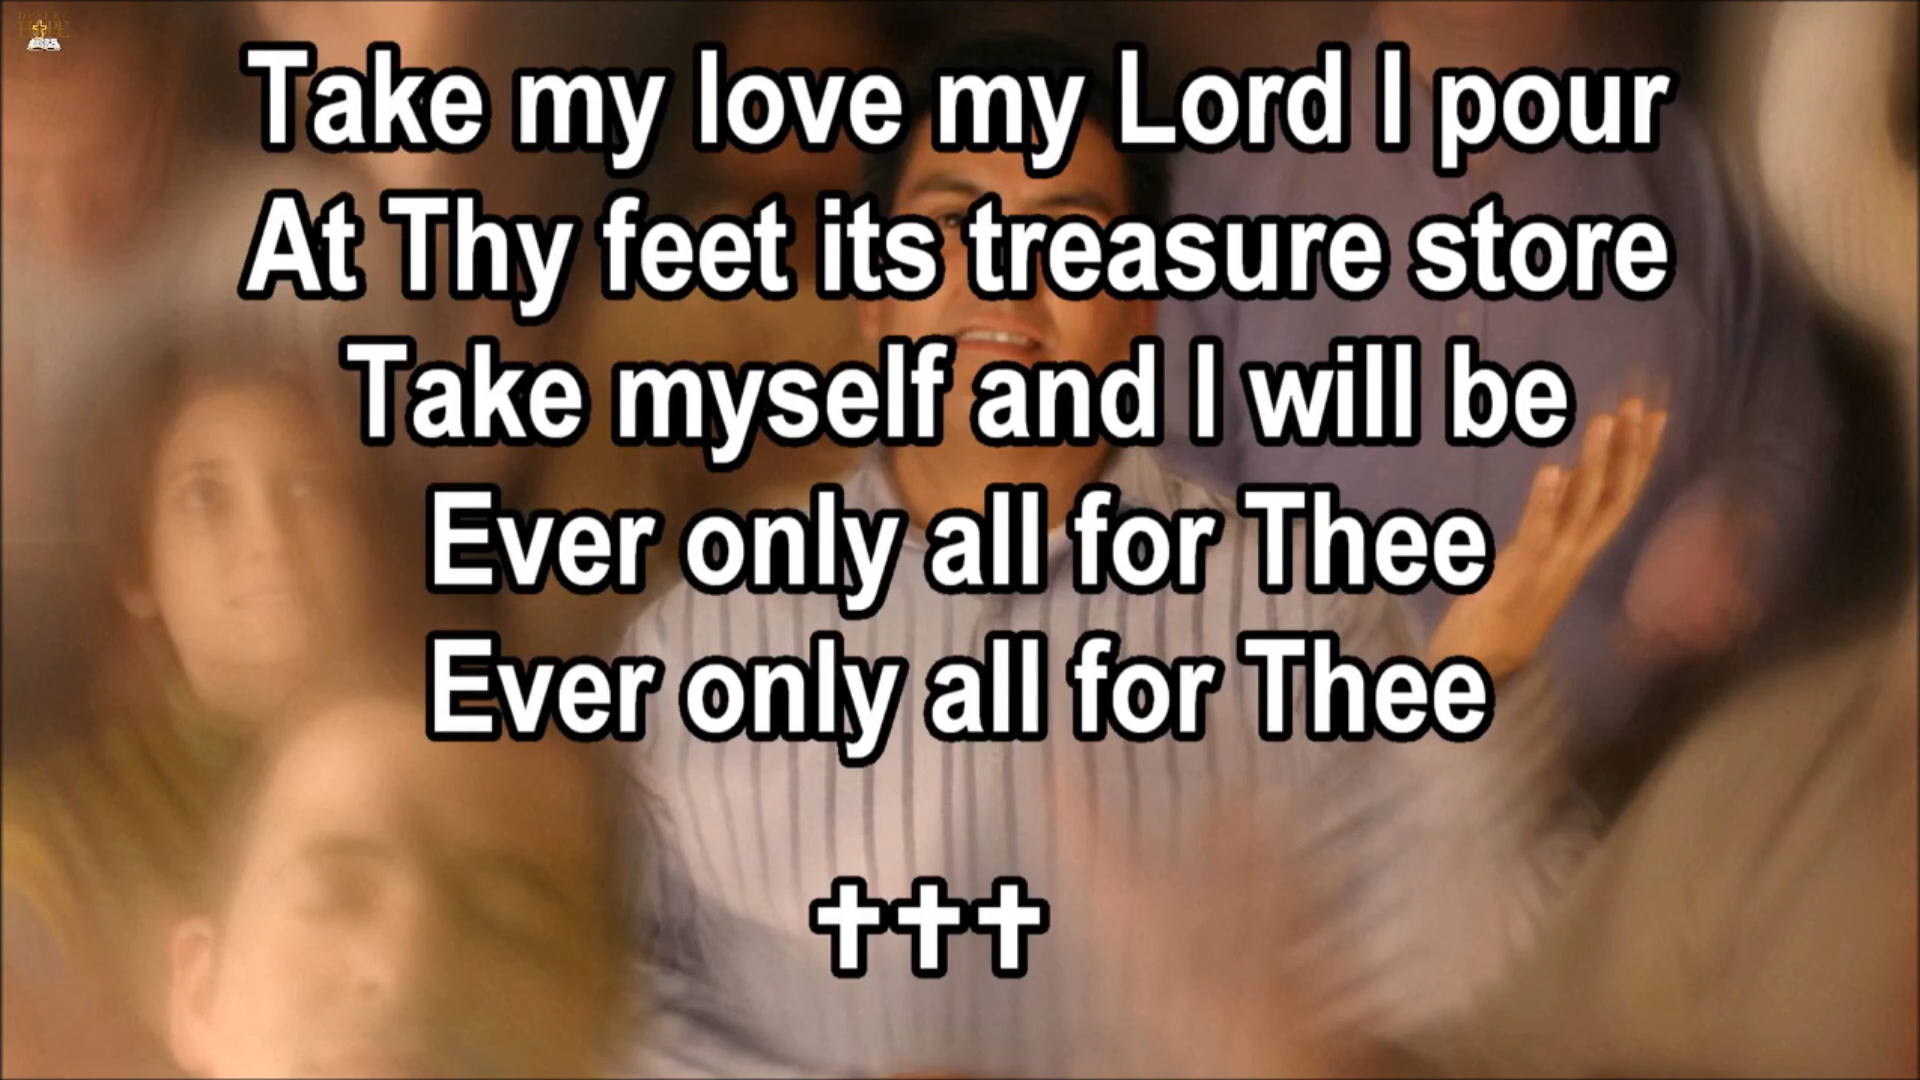 HOPE
Take my love my Lord I pour
At Thy feet its treasure store
Take myself and I will be
Ever only all for Thee
Ever only all for Thee
†††